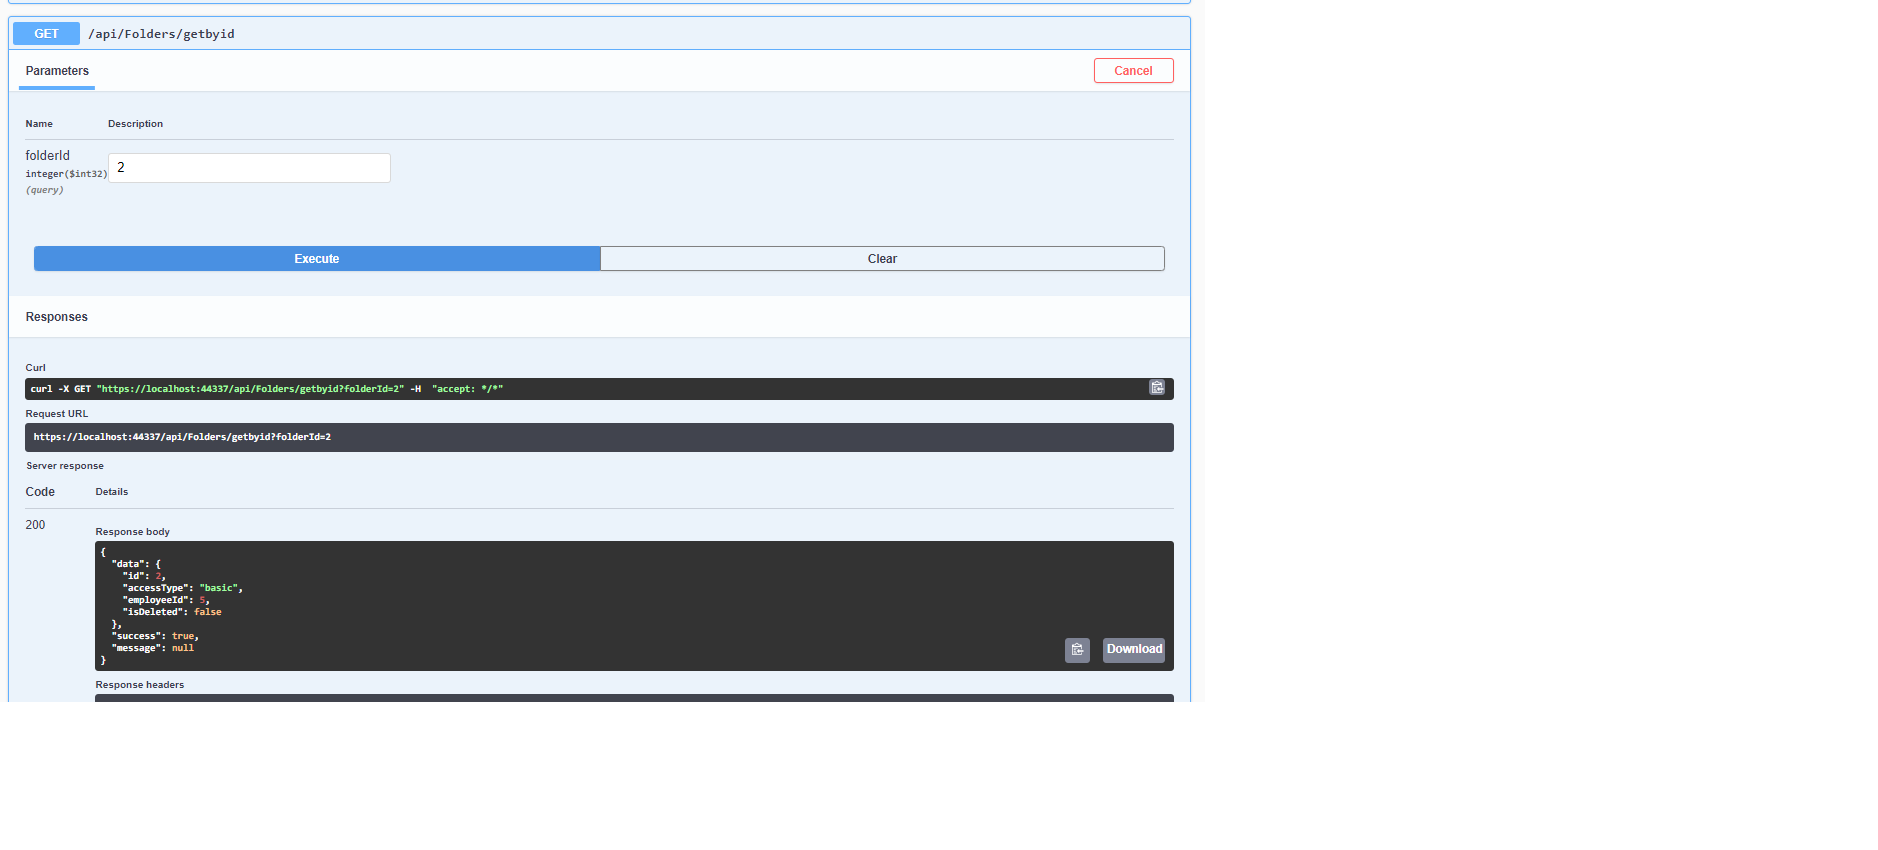 GET /api/Folders/getbyid
Parameters
Cancel
Name Description
folderId
integer($int32)
(query)
2
Execute Clear
Responses
Curl
curl -X GET "https://localhost:44337/api/Folders/getbyid?folderId=2" -H  "accept: */*"
Request URL
https://localhost:44337/api/Folders/getbyid?folderId=2
Server response
Code Details
200
Response body
{
  "data": {
    "id": 2,
    "accessType": "basic",
    "employeeId": 5,
    "isDeleted": false
  },
  "success": true,
  "message": null
}
Download
Response headers